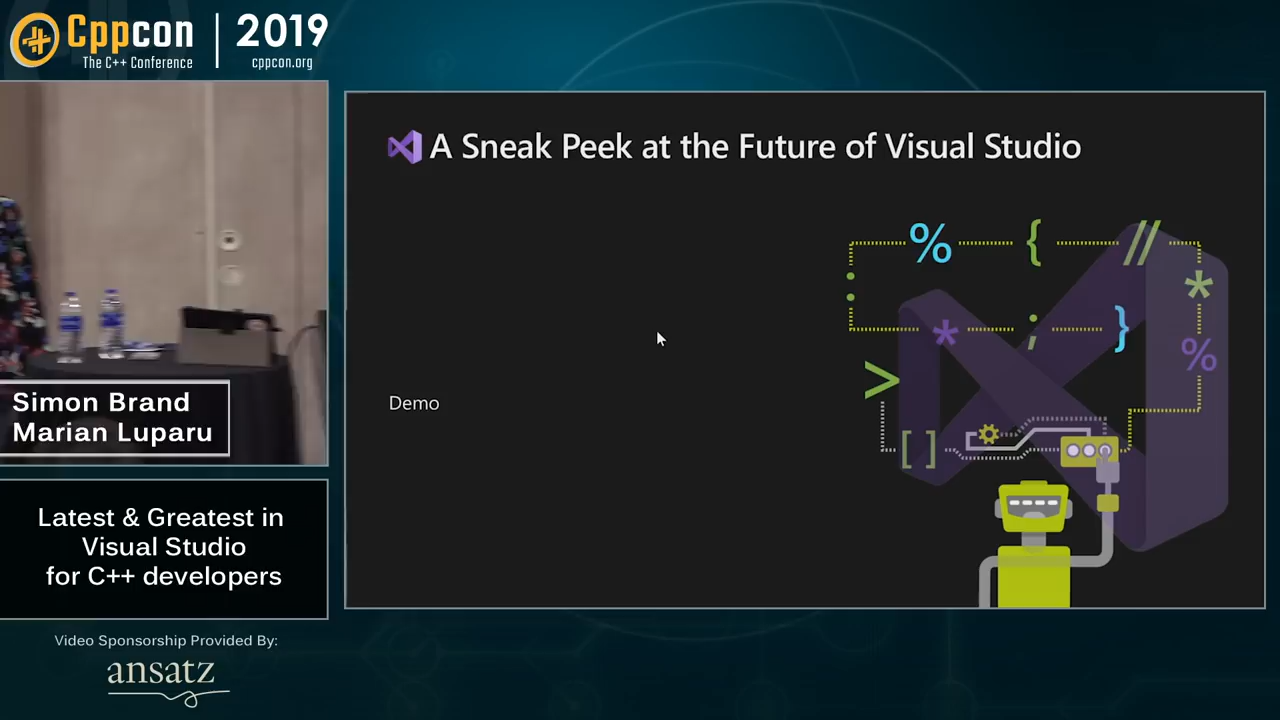 Cppcon
The C++ Conference
2019
cppcon.org
Simon Brand
Marian Luparu
Latest & Greatest in
Visual Studio
for C++ developers
Video Sponsorship Provided By:
ansatz
A Sneak Peek at the Future of Visual Studio
Demo
% { //
: *
* ; } %
>
[ ]